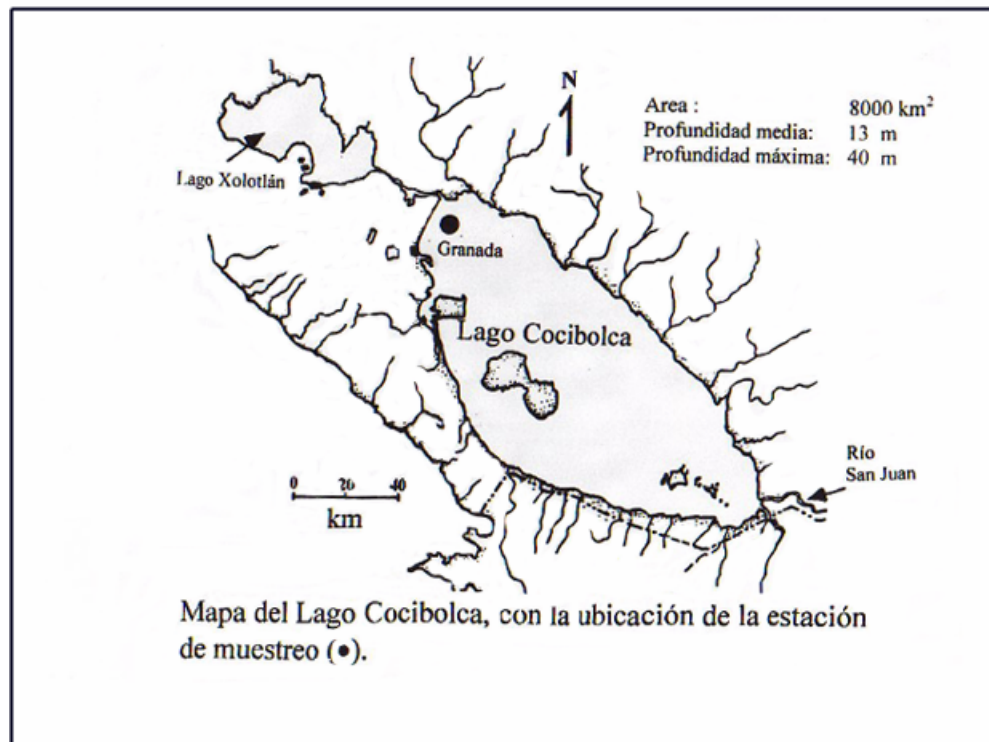 N
Area : 8000 km²
Profundidad media: 13 m
Profundidad máxima: 40 m
Lago Xolotlán
Granada
Lago Cocibolca
Río
San Juan
0 20 40
km
Mapa del Lago Cocibolca, con la ubicación de la estación
de muestreo (●).